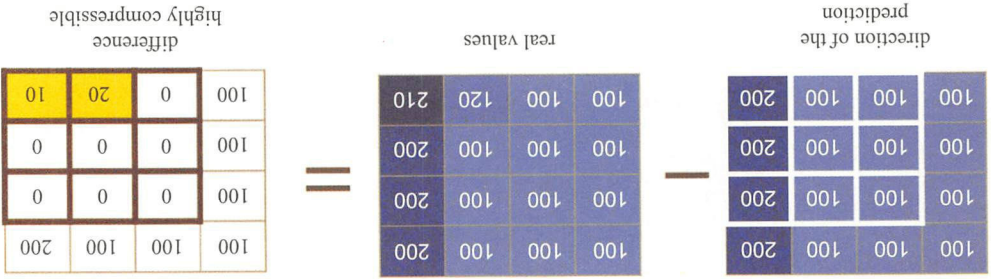 100 100 100 200
100 100 100 200
100 100 100 200
100 100 100 200
direction of the
prediction
−
100 100 100 200
100 100 100 200
100 100 100 200
100 100 120 210
real values
=
100 100 100 200
100 0 0 0
100 0 0 0
100 0 20 10
difference
highly compressible